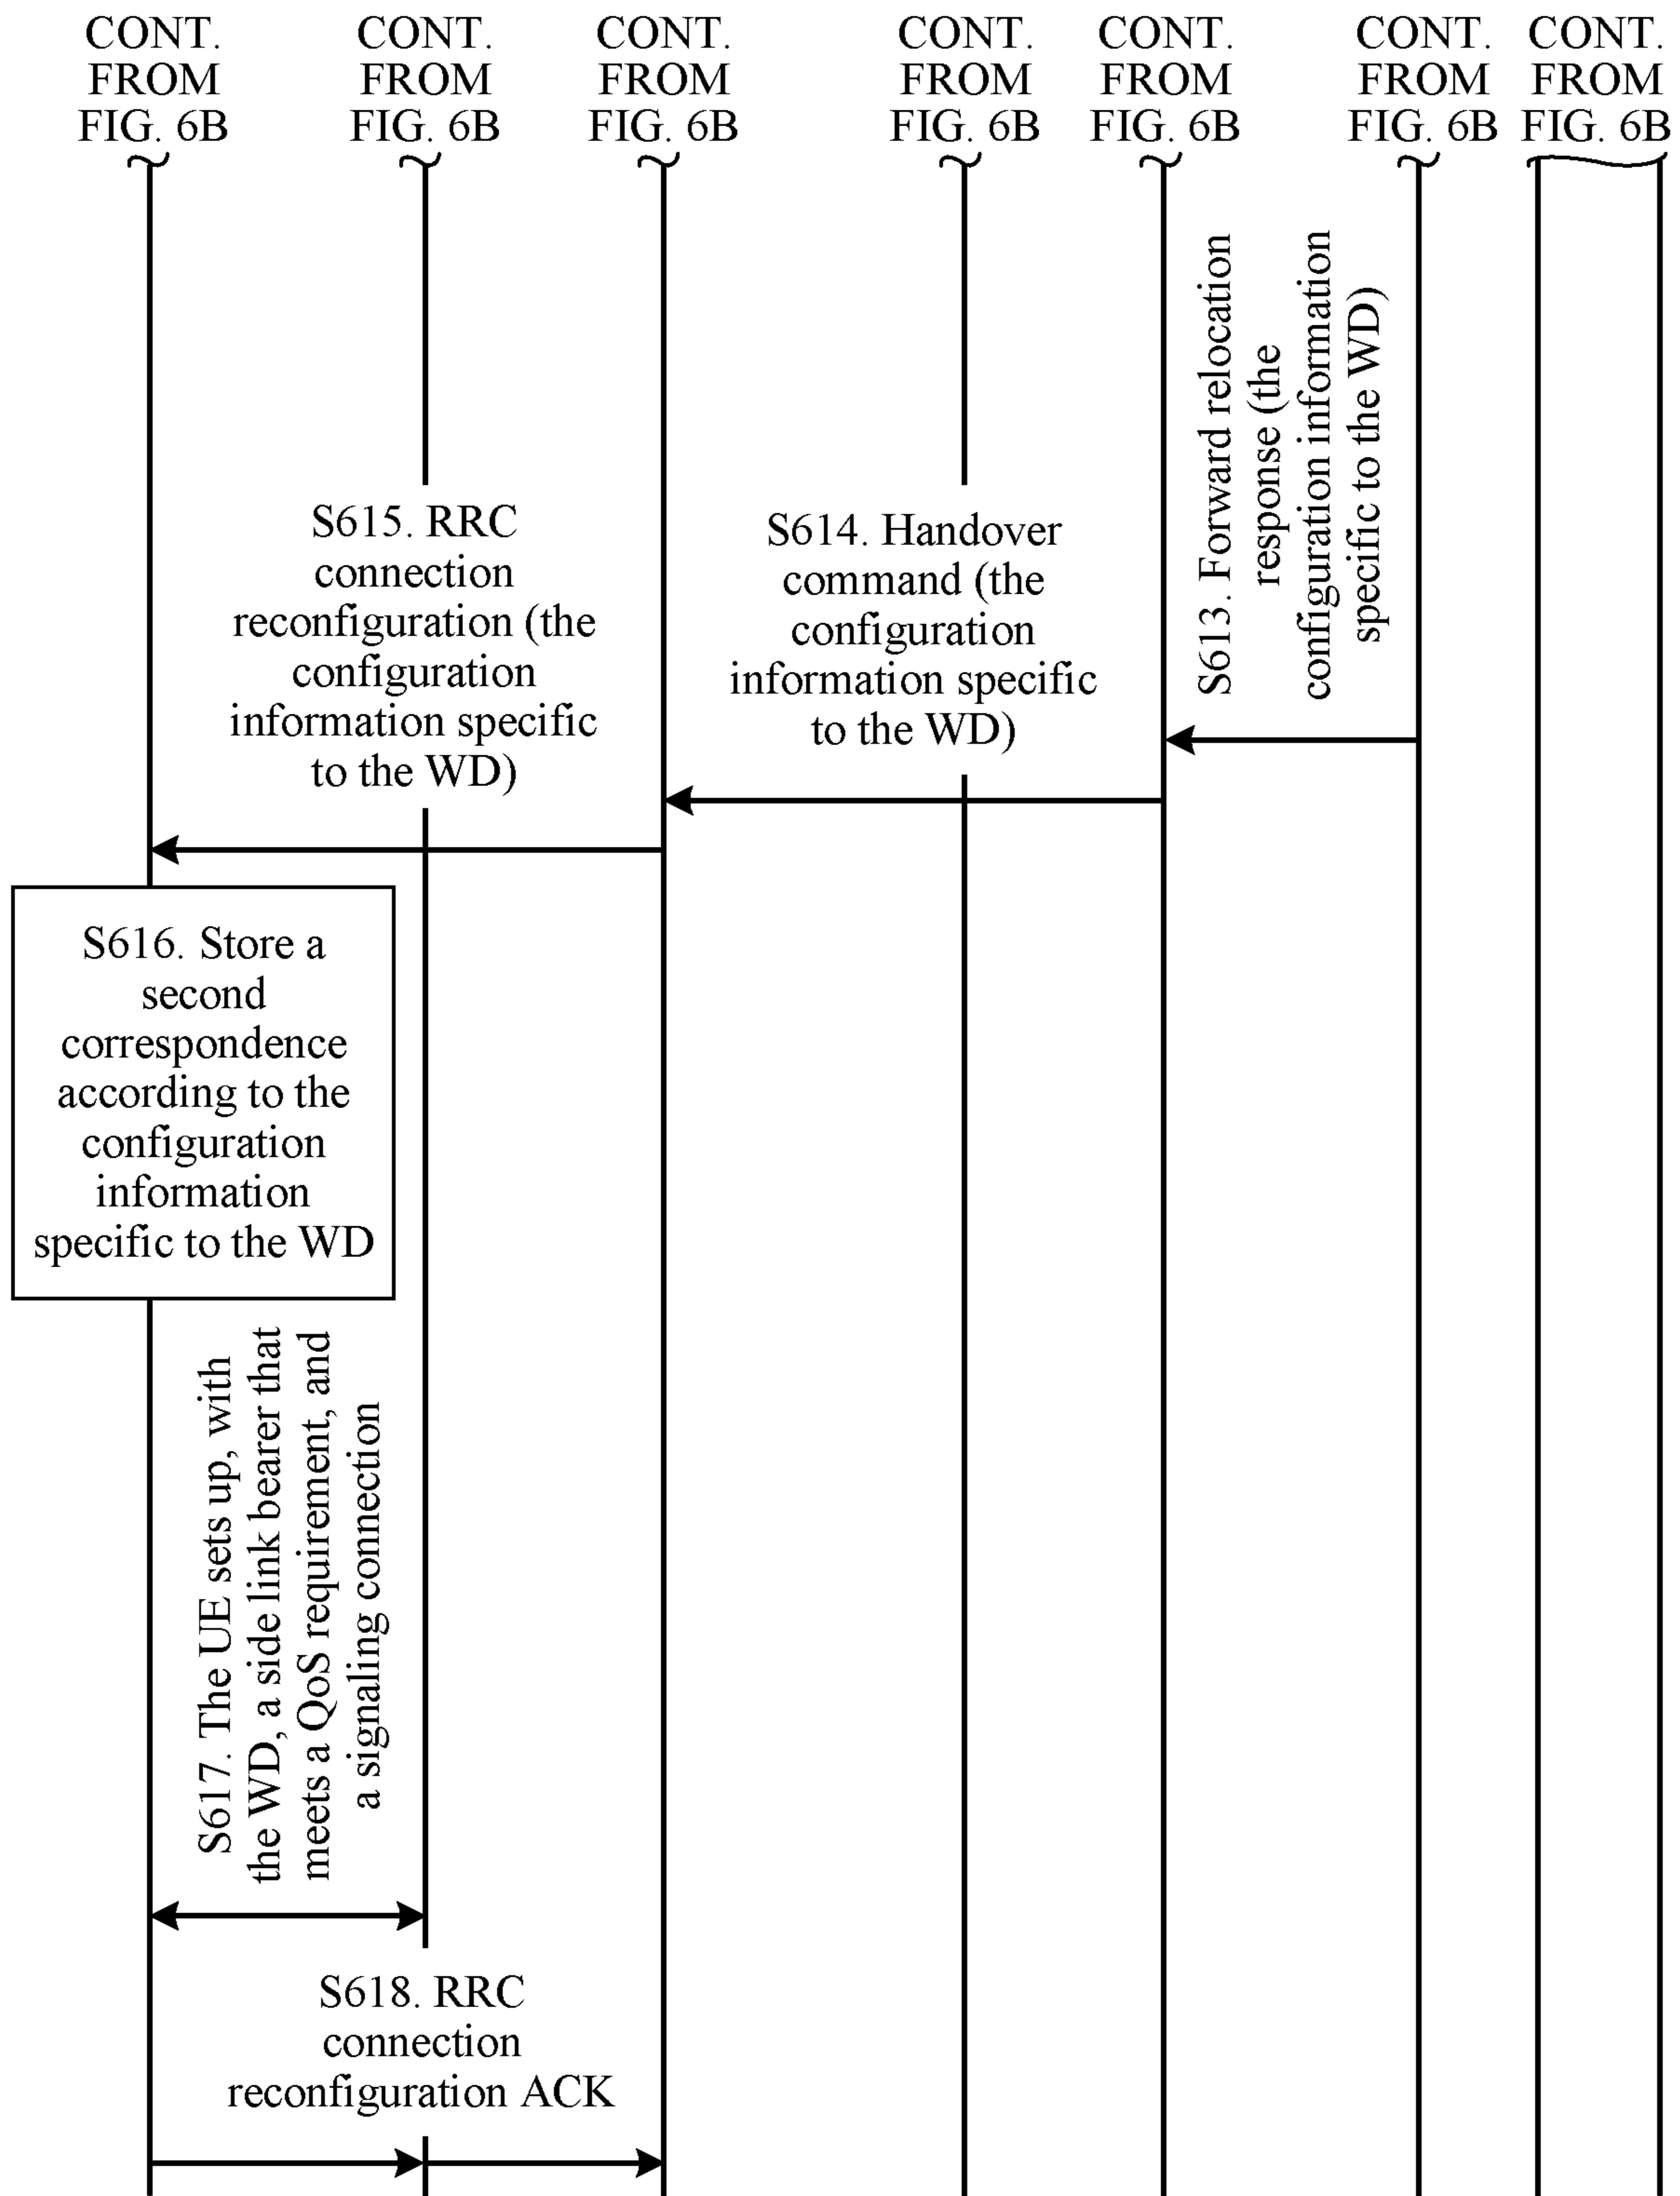 CONT. FROM FIG. 6B
CONT. FROM FIG. 6B
CONT. FROM FIG. 6B
CONT. FROM FIG. 6B
CONT. FROM FIG. 6B
CONT. FROM FIG. 6B
CONT. FROM FIG. 6B
S613. Forward relocation
response (the
configuration information
specific to the WD)
S614. Handover
command (the
configuration
information specific
to the WD)
S615. RRC
connection
reconfiguration (the
configuration
information specific
to the WD)
S616. Store a
second
correspondence
according to the
configuration
information
specific to the WD
S617. The UE sets up, with
the WD, a side link bearer that
meets a QoS requirement, and
a signaling connection
S618. RRC
connection
reconfiguration ACK